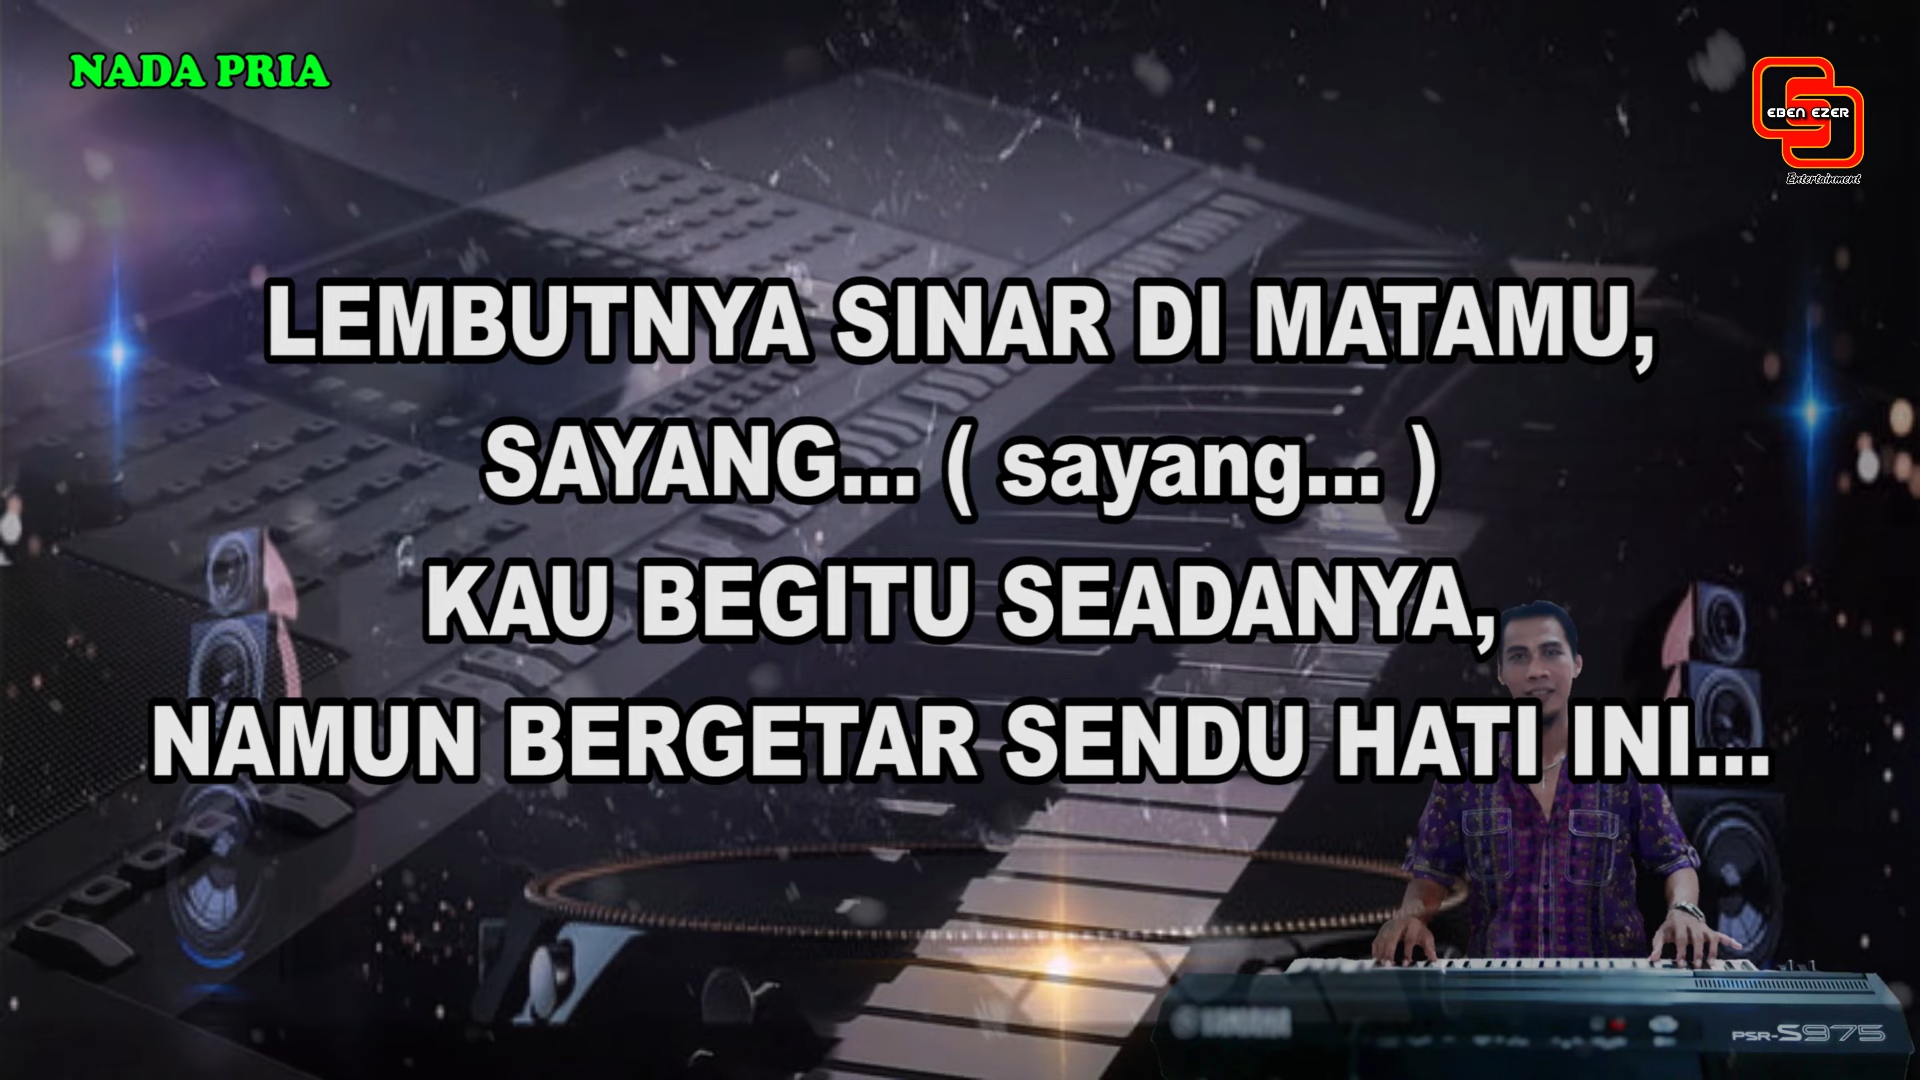 NADA PRIA
EBEN EZER
Entertainment
LEMBUTNYA SINAR DI MATAMU,
SAYANG... ( sayang... )
KAU BEGITU SEADANYA,
NAMUN BERGETAR SENDU HATI INI...
PSR-S975